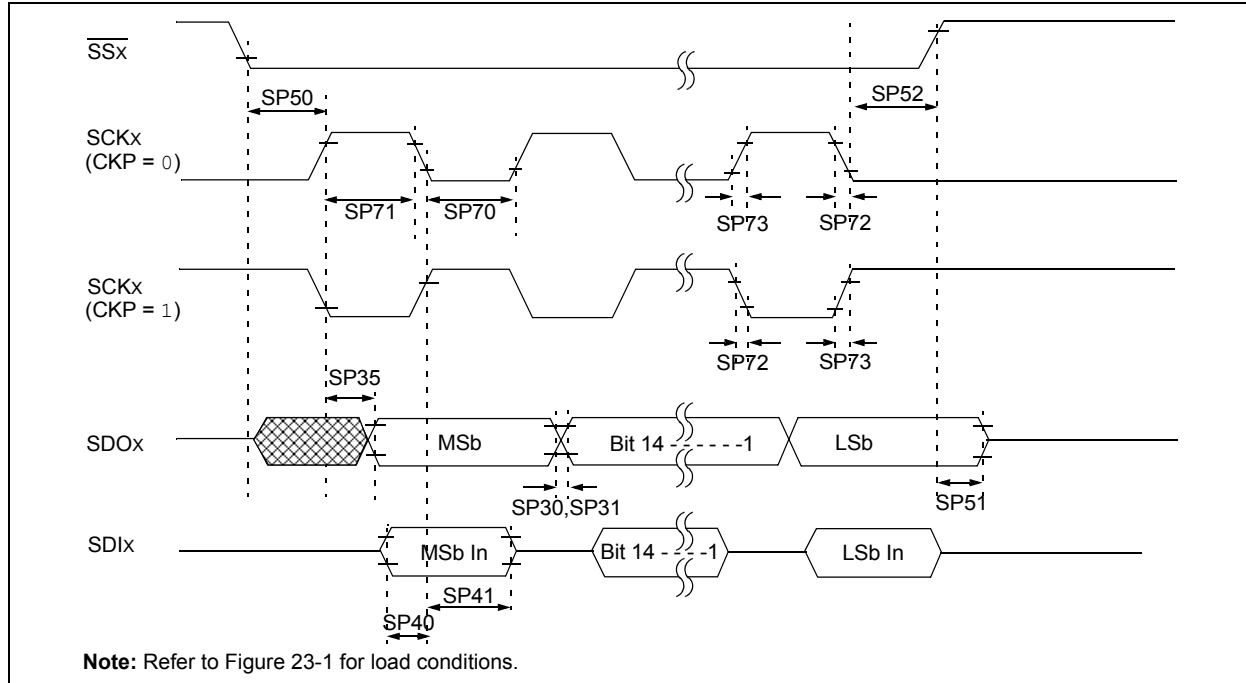 SSx
SP50
SP52
SCKx
(CKP = 0)
SP71
SP70
SP73
SP72
SCKx
(CKP = 1)
SP72
SP73
SP35
SDOx
MSb
Bit 14 - - - - - -1
LSb
SP30,SP31
SP51
SDIx
MSb In
Bit 14 - - - -1
LSb In
SP41
SP40
Note: Refer to Figure 23-1 for load conditions.